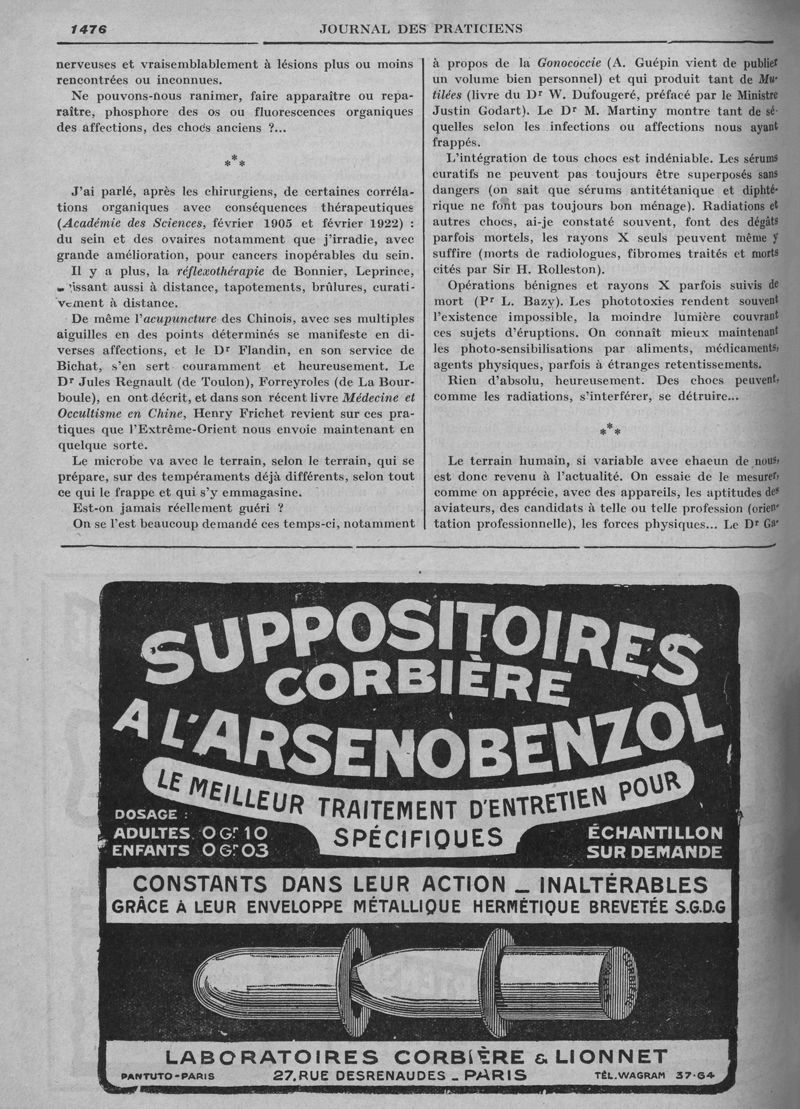 1476
JOURNAL DES PRATICIENS
nerveuses et vraisemblablement à lésions plus ou moins
rencontrées ou inconnues.
Ne pouvons-nous ranimer, faire apparaître ou repa-
raître, phosphore des os ou fluorescences organiques
des affections, des chocs anciens ?...
***
J'ai parlé, après les chirurgiens, de certaines corréla-
tions organiques avec conséquences thérapeutiques
(Académie des Sciences, février 1905 et février 1922) :
du sein et des ovaires notamment que j'irradie, avec
grande amélioration, pour cancers inopérables du sein.
Il y a plus, la réflexothérapie de Bonnier, Leprince,
issant aussi à distance, tapotements, brûlures, curati-
vement à distance.
De même l'acupuncture des Chinois, avec ses multiples
aiguilles en des points déterminés se manifeste en di-
verses affections, et le Dr Flandin, en son service de
Bichat, s'en sert couramment et heureusement. Le
Dr Jules Regnault (de Toulon), Forreyroles (de La Bour-
boule), en ont décrit, et dans son récent livre Médecine et
Occultisme en Chine, Henry Frichet revient sur ces pra-
tiques que l'Extrême-Orient nous envoie maintenant en
quelque sorte.
Le microbe va avec le terrain, selon le terrain, qui se
prépare, sur des tempéraments déjà différents, selon tout
ce qui le frappe et qui s'y emmagasine.
Est-on jamais réellement guéri ?
On se l'est beaucoup demandé ces temps-ci, notamment
à propos de la Gonococcie (A. Guépin vient de publier
un volume bien personnel) et qui produit tant de Mu-
tilées (livre du Dr W. Dufougeré, préfacé par le Ministre
Justin Godart). Le Dr M. Martiny montre tant de sé-
quelles selon les infections ou affections nous ayant
frappés.
L'intégration de tous chocs est indéniable. Les sérums
curatifs ne peuvent pas toujours être superposés sans
dangers (on sait que sérums antitétanique et diphté-
rique ne font pas toujours bon ménage). Radiations et
autres chocs, ai-je constaté souvent, font des dégâts
parfois mortels, les rayons X seuls peuvent même y
suffire (morts de radiologues, fibromes traités et morts
cités par Sir H. Rolleston).
Opérations bénignes et rayons X parfois suivis de
mort (Pr L. Bazy). Les phototoxies rendent souvent
l'existence impossible, la moindre lumière couvrant
ces sujets d'éruptions. On connaît mieux maintenant
les photo-sensibilisations par aliments, médicaments,
agents physiques, parfois à étranges retentissements.
Rien d'absolu, heureusement. Des chocs peuvent,
comme les radiations, s'interférer, se détruire...
***
Le terrain humain, si variable avee ehaeun de nous,
est donc revenu à l'actualité. On essaie de le mesurer,
comme on apprécie, avec des appareils, les aptitudes des
aviateurs, des candidats à telle ou telle profession (orien-
tation professionnelle), les forces physiques... Le Dr Ga-
SUPPOSITOIRES
CORBIÈRE
A L'ARSENOBENZOL
LE MEILLEUR TRAITEMENT D'ENTRETIEN POUR
SPÉCIFIQUES
DOSAGE :
ADULTES 0 Gr 10
ENFANTS 0 Gr 03
ÉCHANTILLON
SUR DEMANDE
CONSTANTS DANS LEUR ACTION _ INALTÉRABLES
GRÂCE À LEUR ENVELOPPE MÉTALLIQUE HERMÉTIQUE BREVETÉE S.G.D.G
CORBIÈRE
PARIS
LABORATOIRES CORBIÈRE & LIONNET
PANTUTO-PARIS
27, RUE DESRENAUDES _ PARIS
TÉL. WAGRAM 37-64